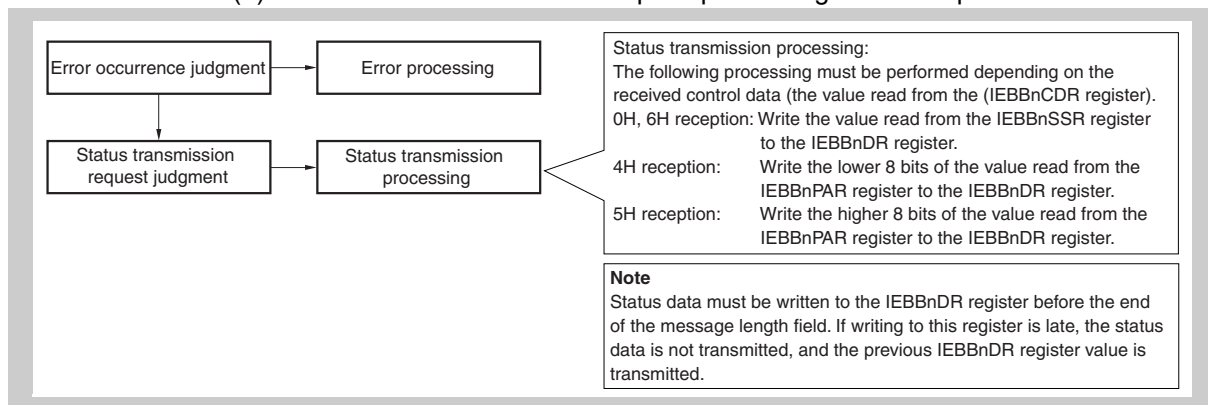 Error occurrence judgment
Error processing
Status transmission
request judgment
Status transmission
processing
Status transmission processing:
The following processing must be performed depending on the
received control data (the value read from the (IEBBnCDR register).
0H, 6H reception: Write the value read from the IEBBnSSR register
to the IEBBnDR register.
4H reception: Write the lower 8 bits of the value read from the
IEBBnPAR register to the IEBBnDR register.
5H reception: Write the higher 8 bits of the value read from the
IEBBnPAR register to the IEBBnDR register.
Note
Status data must be written to the IEBBnDR register before the end
of the message length field. If writing to this register is late, the status
data is not transmitted, and the previous IEBBnDR register value is
transmitted.